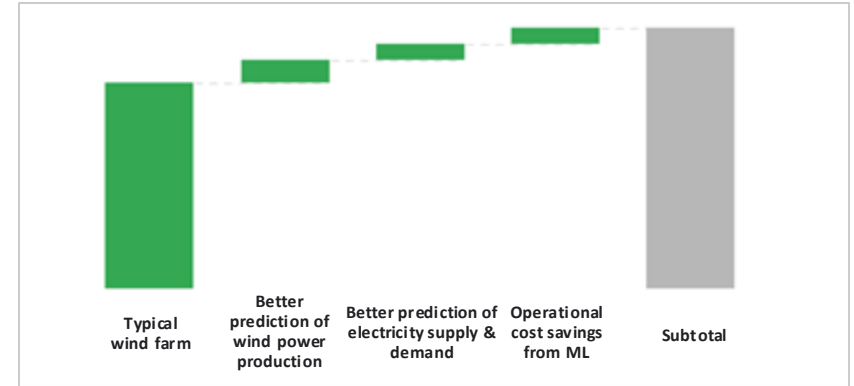 Typical
wind farm
Better
prediction of
wind power
production
Better prediction of
electricity supply &
demand
Operational
cost savings
from ML
Subtotal